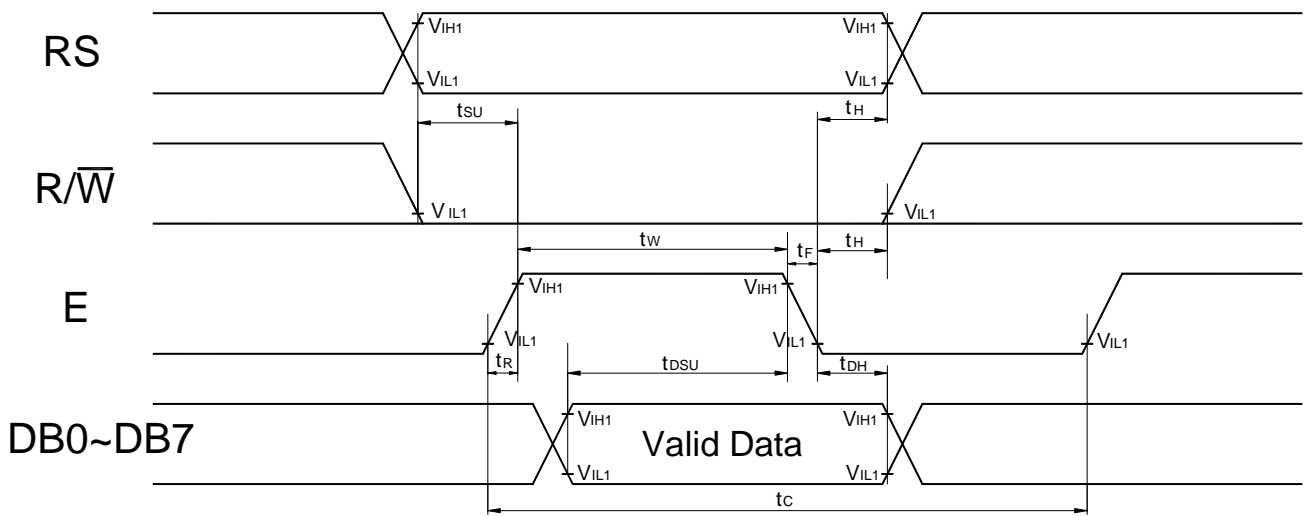 VIH1 VIH1
RS
VIL1 VIL1
tSU tH
R/W̅
VIL1 VIL1
tW tF tH
VIH1 VIH1
E
VIL1 VIL1 VIL1
tR tDSU tDH
VIH1 VIH1
DB0~DB7 Valid Data
VIL1 VIL1
tC